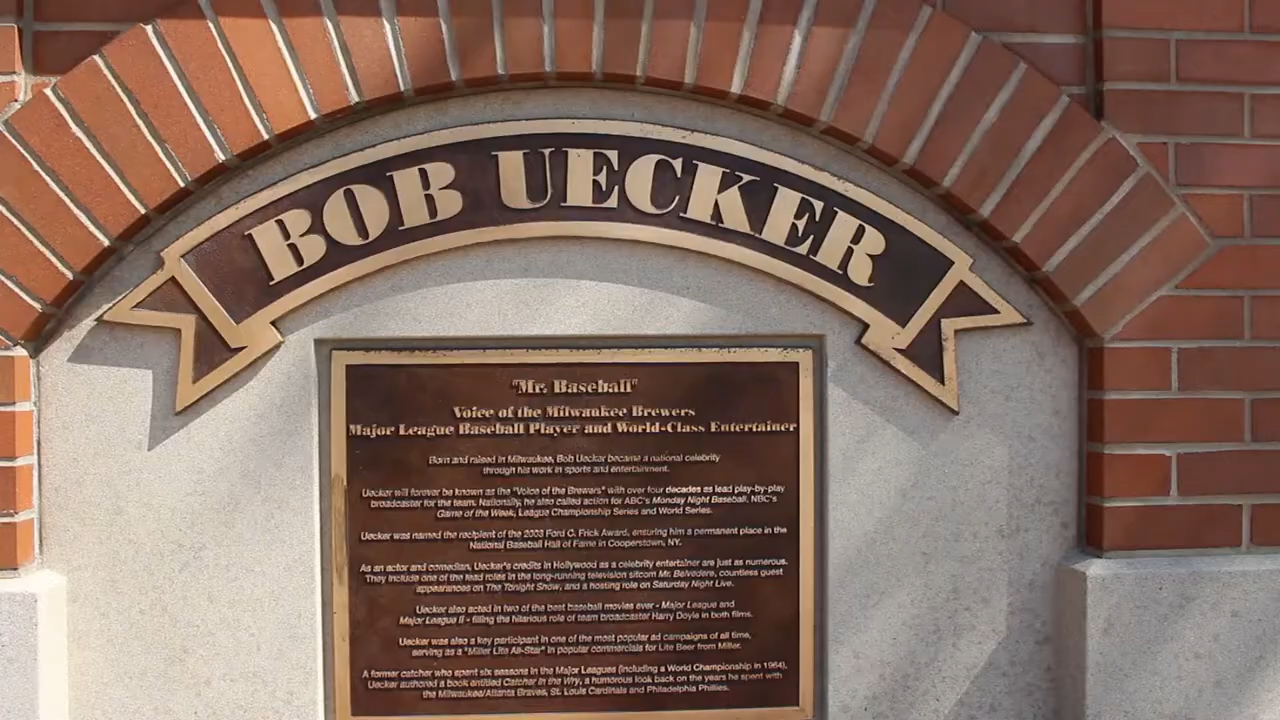 BOB UECKER
"Mr. Baseball"
Voice of the Milwaukee Brewers
Major League Baseball Player and World-Class Entertainer
Born and raised in Milwaukee, Bob Uecker became a national celebrity
through his work in sports and entertainment.
Uecker will forever be known as the "Voice of the Brewers" with over four decades as lead play-by-play
broadcaster for the team. Nationally, he also called action for ABC's Monday Night Baseball, NBC's
Game of the Week, League Championship Series and World Series.
Uecker was named the recipient of the 2003 Ford C. Frick Award, ensuring him a permanent place in the
National Baseball Hall of Fame in Cooperstown, NY.
As an actor and comedian, Uecker's credits in Hollywood as a celebrity entertainer are just as numerous.
They include one of the lead roles in the long-running television sitcom Mr. Belvedere, countless guest
appearances on The Tonight Show, and a hosting role on Saturday Night Live.
Uecker also acted in two of the best baseball movies ever - Major League and
Major League II - filling the hilarious role of team broadcaster Harry Doyle in both films.
Uecker was also a key participant in one of the most popular ad campaigns of all time,
serving as a "Miller Lite All-Star" in popular commercials for Lite Beer from Miller.
A former catcher who spent six seasons in the Major Leagues (including a World Championship in 1964),
Uecker authored a book entitled Catcher in the Wry, a humorous look back on the years he spent with
the Milwaukee/Atlanta Braves, St. Louis Cardinals and Philadelphia Phillies.